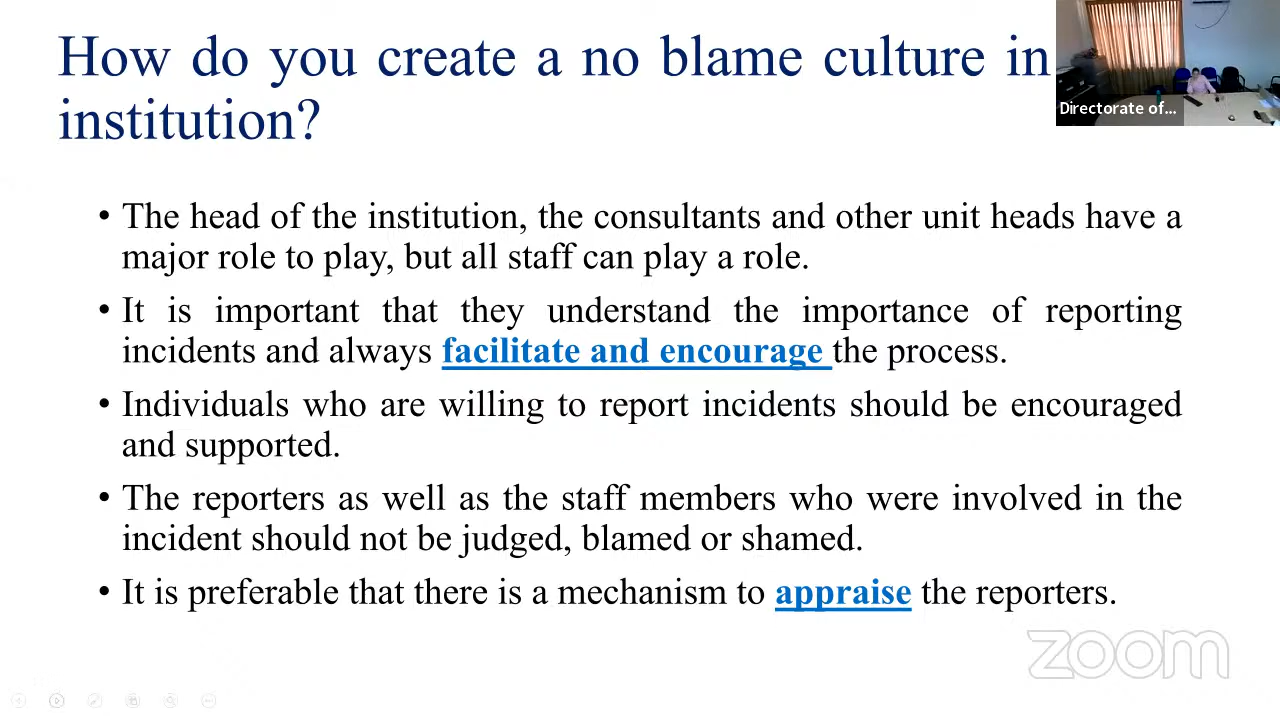 How do you create a no blame culture in
institution?
Directorate of...
• The head of the institution, the consultants and other unit heads have a
major role to play, but all staff can play a role.
• It is important that they understand the importance of reporting
incidents and always facilitate and encourage the process.
• Individuals who are willing to report incidents should be encouraged
and supported.
• The reporters as well as the staff members who were involved in the
incident should not be judged, blamed or shamed.
• It is preferable that there is a mechanism to appraise the reporters.
zoom